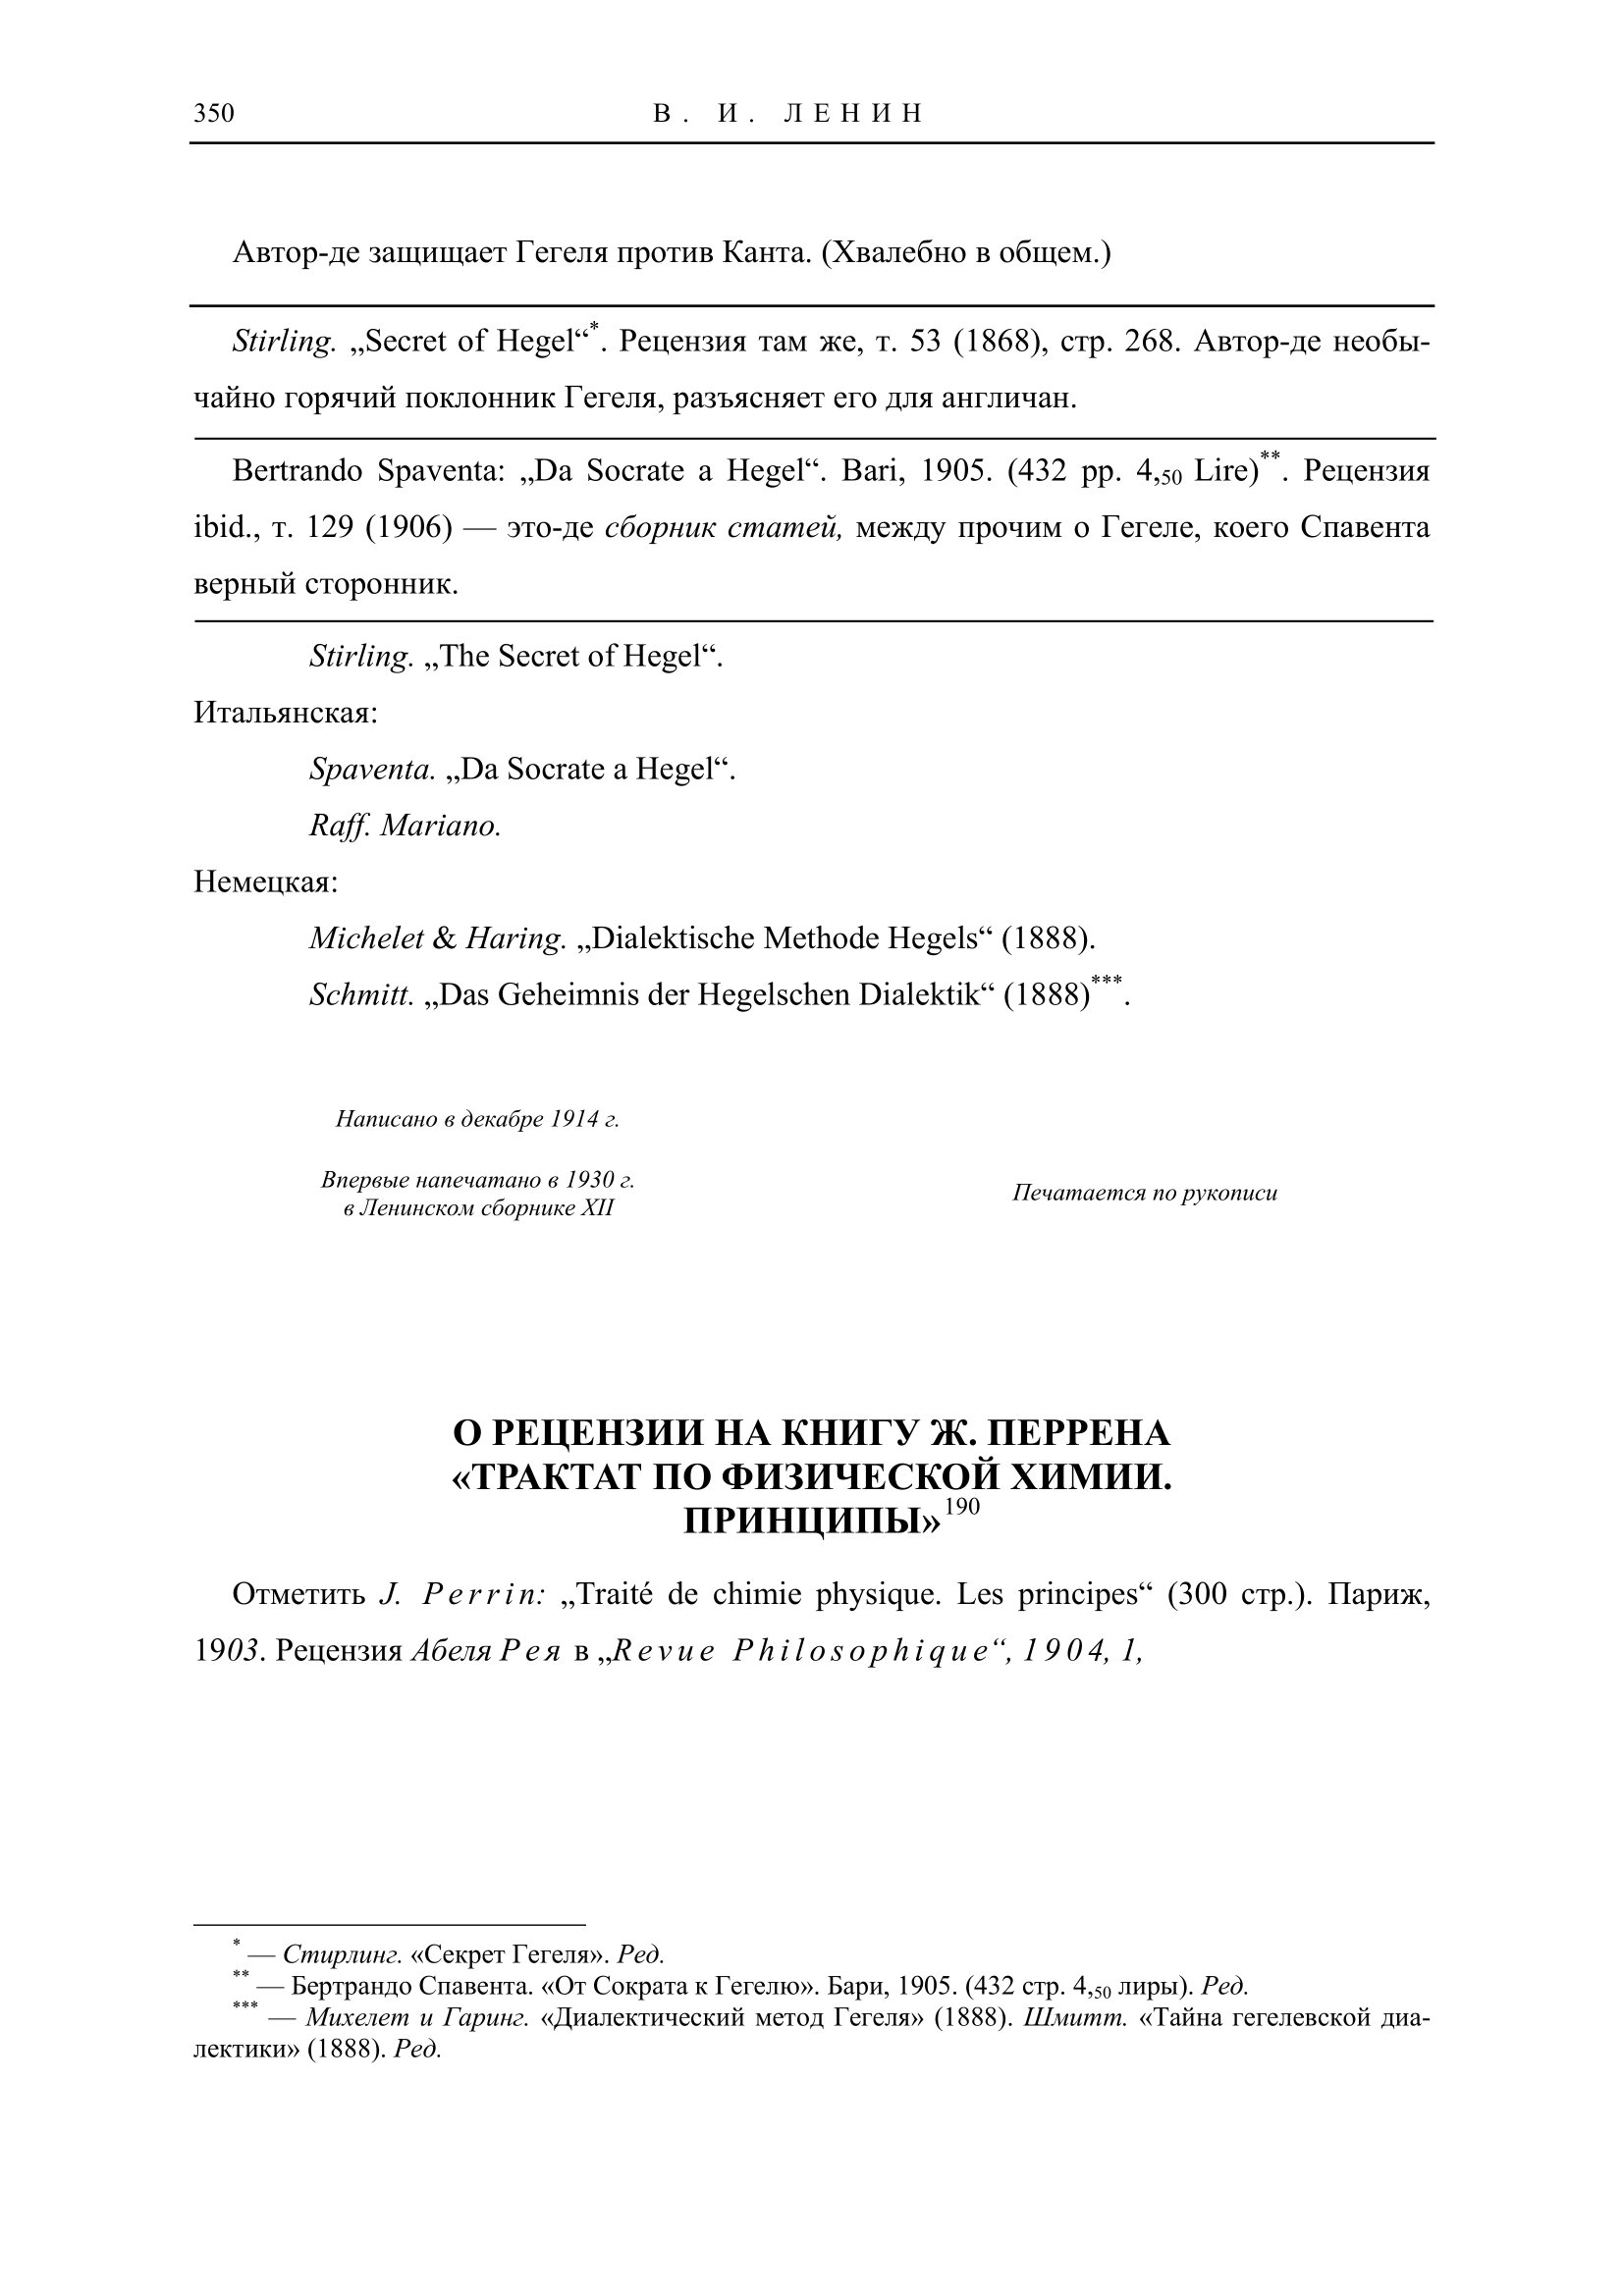 350
В. И. ЛЕНИН
Автор-де защищает Гегеля против Канта. (Хвалебно в общем.)
Stirling. „Secret of Hegel“*. Рецензия там же, т. 53 (1868), стр. 268. Автор-де необы-
чайно горячий поклонник Гегеля, разъясняет его для англичан.
Bertrando Spaventa: „Da Socrate a Hegel“. Bari, 1905. (432 pp. 4,50 Lire)**. Рецензия
ibid., т. 129 (1906) — это-де сборник статей, между прочим о Гегеле, коего Спавента
верный сторонник.
Stirling. „The Secret of Hegel“.
Итальянская:
Spaventa. „Da Socrate a Hegel“.
Raff. Mariano.
Немецкая:
Michelet & Haring. „Dialektische Methode Hegels“ (1888).
Schmitt. „Das Geheimnis der Hegelschen Dialektik“ (1888)***.
Написано в декабре 1914 г.
Впервые напечатано в 1930 г.
в Ленинском сборнике XII
Печатается по рукописи
О РЕЦЕНЗИИ НА КНИГУ Ж. ПЕРРЕНА
«ТРАКТАТ ПО ФИЗИЧЕСКОЙ ХИМИИ.
ПРИНЦИПЫ»190
Отметить J. Perrin: „Traité de chimie physique. Les principes“ (300 стр.). Париж,
1903. Рецензия Абеля Рея в „Revue Philosophique“, 1904, 1,
* — Стирлинг. «Секрет Гегеля». Ред.
** — Бертрандо Спавента. «От Сократа к Гегелю». Бари, 1905. (432 стр. 4,50 лиры). Ред.
*** — Михелет и Гаринг. «Диалектический метод Гегеля» (1888). Шмитт. «Тайна гегелевской диа-
лектики» (1888). Ред.